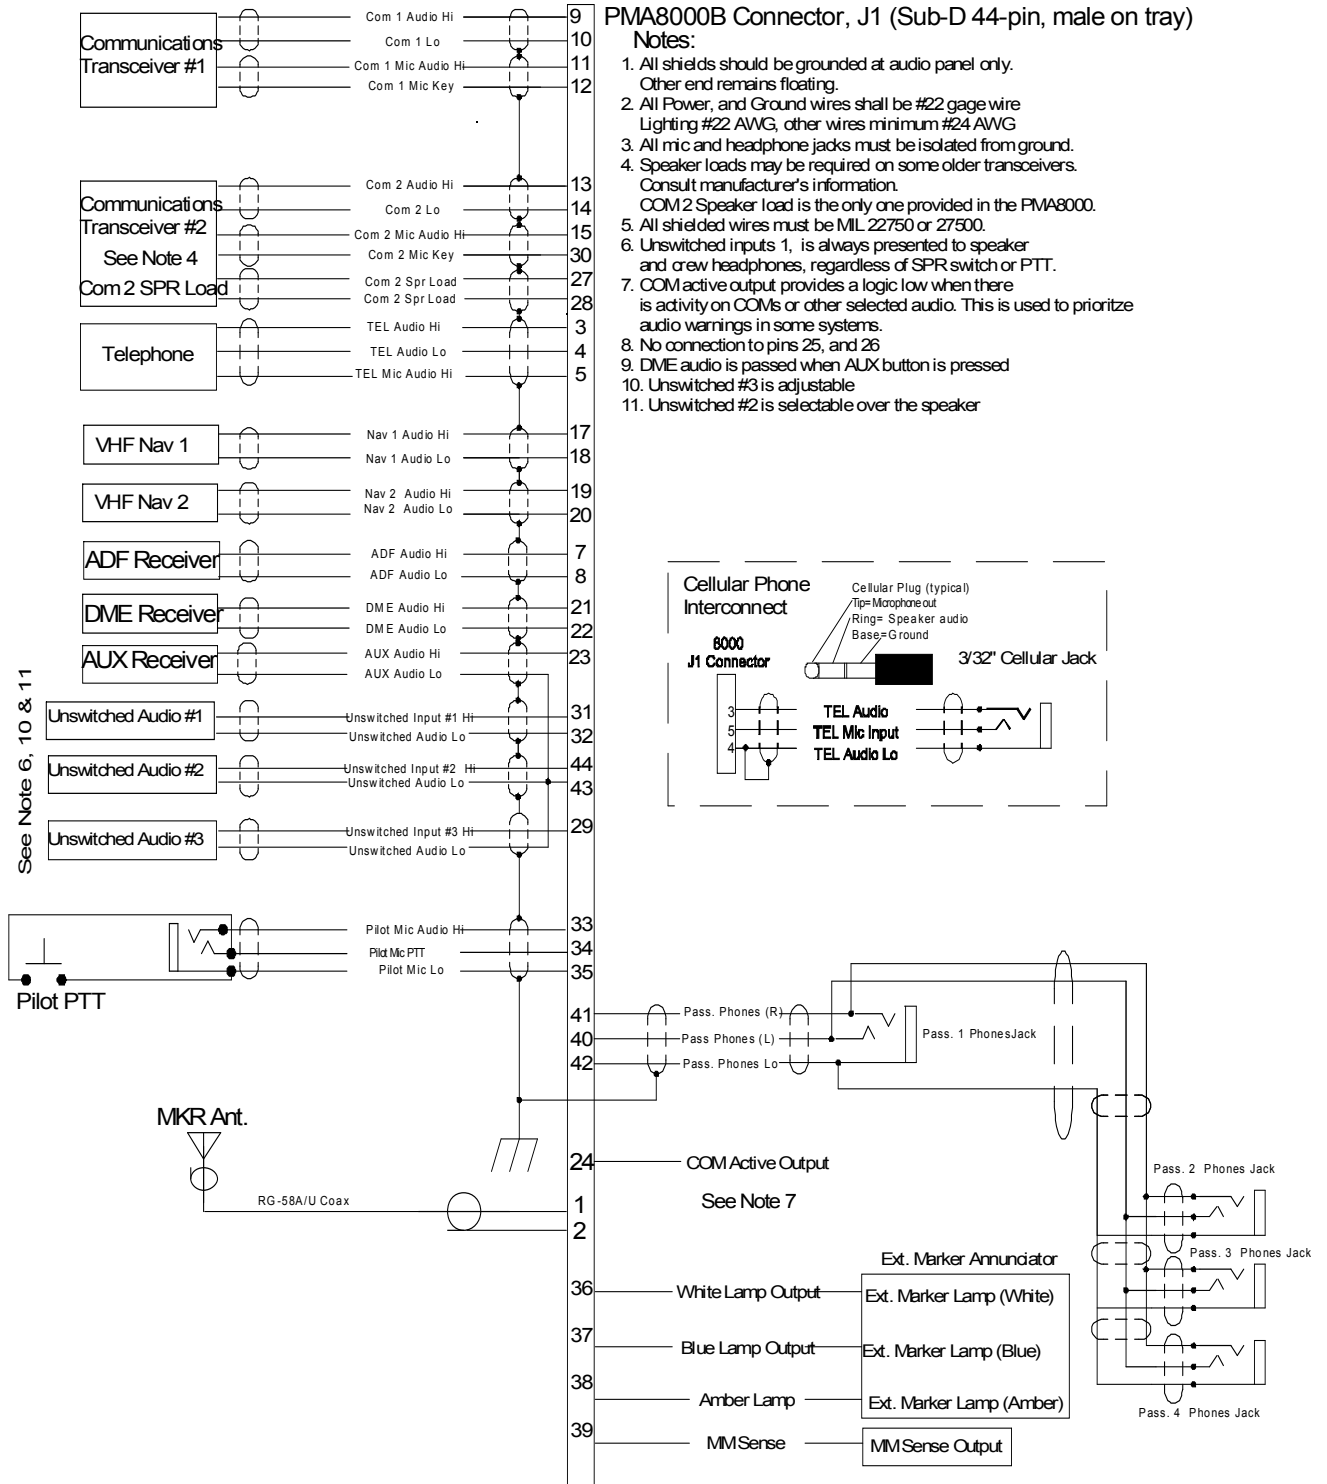 PMA8000B Connector, J1 (Sub-D 44-pin, male on tray)
Notes:
1. All shields should be grounded at audio panel only.
Other end remains floating.
2. All Power, and Ground wires shall be #22 gage wire
Lighting #22 AWG, other wires minimum #24 AWG
3. All mic and headphone jacks must be isolated from ground.
4. Speaker loads may be required on some older transceivers.
Consult manufacturer's information.
COM 2 Speaker load is the only one provided in the PMA8000.
5. All shielded wires must be MIL 22750 or 27500.
6. Unswitched inputs 1, is always presented to speaker
and crew headphones, regardless of SPR switch or PTT.
7. COM active output provides a logic low when there
is activity on COMs or other selected audio. This is used to prioritze
audio warnings in some systems.
8. No connection to pins 25, and 26
9. DME audio is passed when AUX button is pressed
10. Unswitched #3 is adjustable
11. Unswitched #2 is selectable over the speaker
Communications
Transceiver #1
Com 1 Audio Hi 9
Com 1 Lo 10
Com 1 Mic Audio Hi 11
Com 1 Mic Key 12
Communications
Transceiver #2
See Note 4
Com 2 SPR Load
Com 2 Audio Hi 13
Com 2 Lo 14
Com 2 Mic Audio Hi 15
Com 2 Mic Key 30
Com 2 Spr Load 27
Com 2 Spr Load 28
Telephone
TEL Audio Hi 3
TEL Audio Lo 4
TEL Mic Audio Hi 5
VHF Nav 1
Nav 1 Audio Hi 17
Nav 1 Audio Lo 18
VHF Nav 2
Nav 2 Audio Hi 19
Nav 2 Audio Lo 20
ADF Receiver
ADF Audio Hi 7
ADF Audio Lo 8
DME Receiver
DME Audio Hi 21
DME Audio Lo 22
AUX Receiver
AUX Audio Hi 23
AUX Audio Lo
See Note 6, 10 & 11
Unswitched Audio #1
Unswitched Input #1 Hi 31
Unswitched Audio Lo 32
Unswitched Audio #2
Unswitched Input #2 Hi 44
Unswitched Audio Lo 43
Unswitched Audio #3
Unswitched Input #3 Hi 29
Unswitched Audio Lo
Pilot PTT
Pilot Mic Audio Hi 33
Pilot Mic PTT 34
Pilot Mic Lo 35
Cellular Phone
Interconnect
Cellular Plug (typical)
Tip= Microphone out
Ring= Speaker audio
Base=Ground
8000
J1 Connector
3/32" Cellular Jack
3 TEL Audio
5 TEL Mic Input
4 TEL Audio Lo
41 Pass. Phones (R)
40 Pass Phones (L)
42 Pass. Phones Lo
Pass. 1 Phones Jack
MKR Ant.
RG-58A/U Coax
1
2
24 COM Active Output
See Note 7
Pass. 2 Phones Jack
Pass. 3 Phones Jack
Pass. 4 Phones Jack
Ext. Marker Annunciator
36 White Lamp Output Ext. Marker Lamp (White)
37 Blue Lamp Output Ext. Marker Lamp (Blue)
38 Amber Lamp Ext. Marker Lamp (Amber)
39 MM Sense MM Sense Output